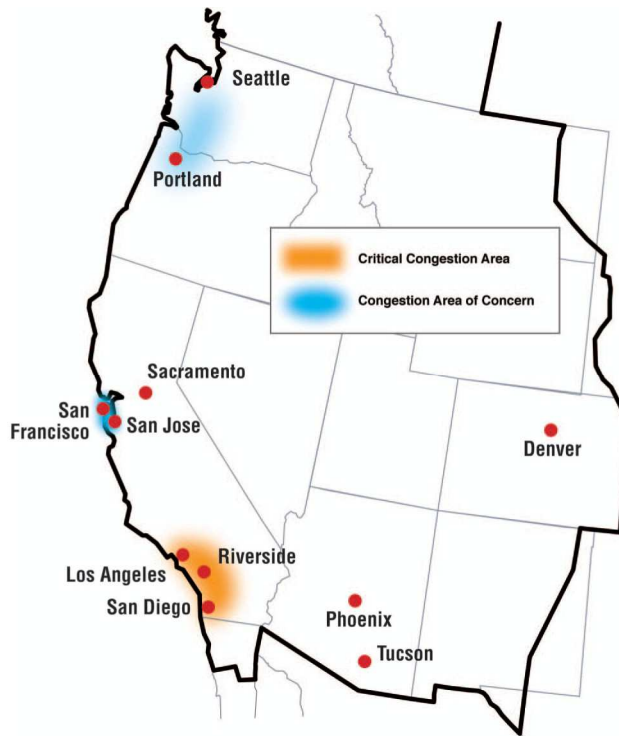 Seattle
Portland
Critical Congestion Area
Congestion Area of Concern
Sacramento
San
Francisco
San Jose
Denver
Riverside
Los Angeles
San Diego
Phoenix
Tucson